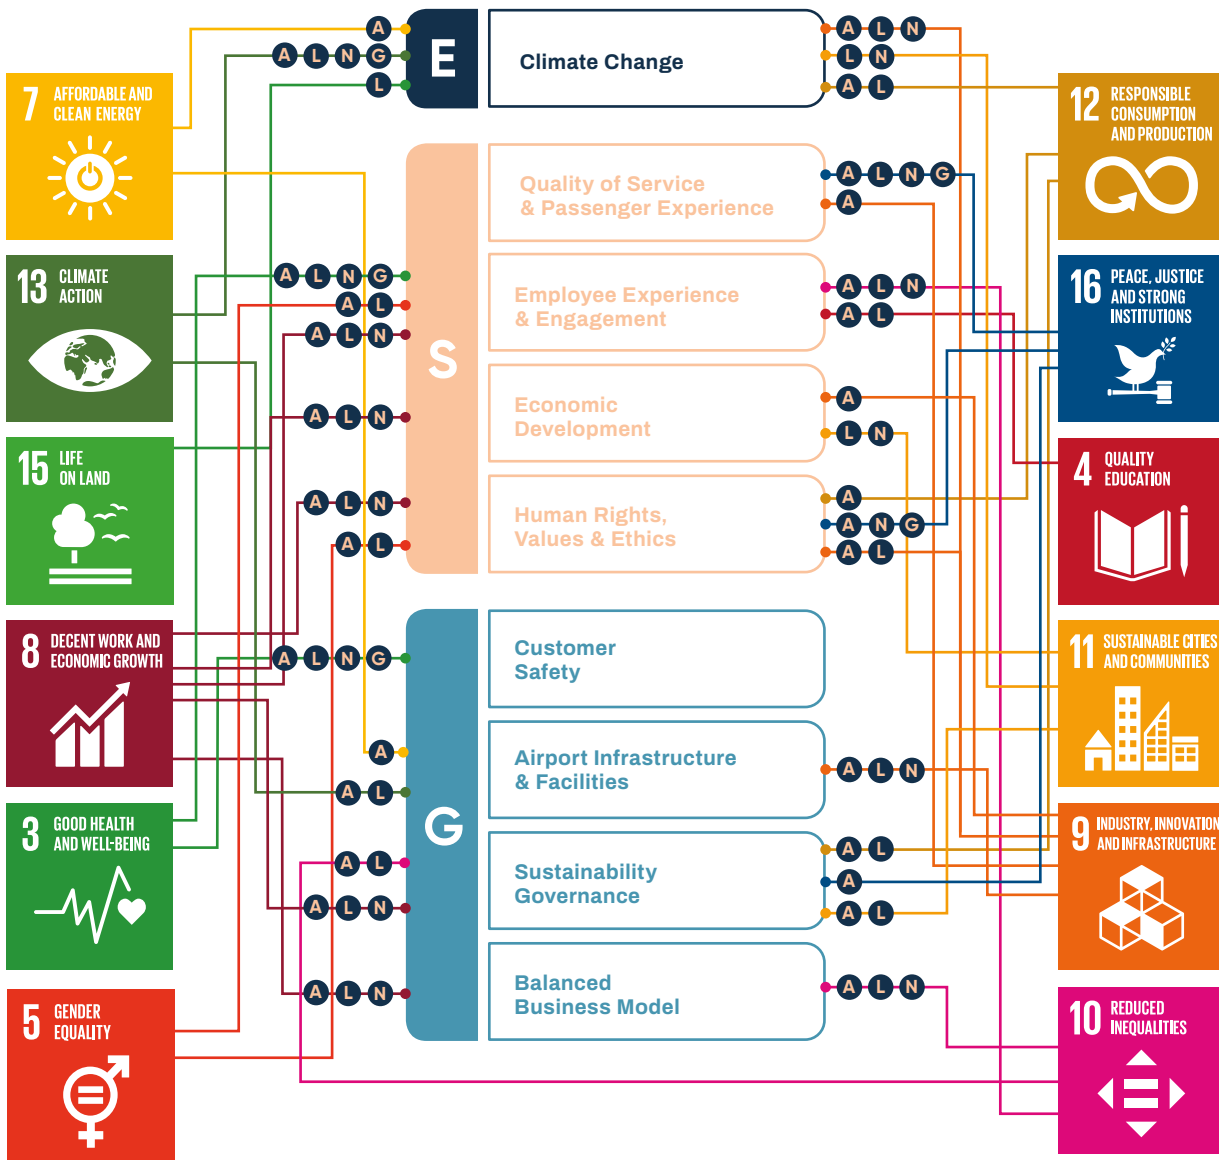 A
A L N G
L
E
Climate Change
A L N
L N
A L
7 AFFORDABLE AND
CLEAN ENERGY
13 CLIMATE
ACTION
15 LIFE
ON LAND
8 DECENT WORK AND
ECONOMIC GROWTH
3 GOOD HEALTH
AND WELL-BEING
5 GENDER
EQUALITY
A L N G
A L
A L N
A L N
A L N
A L
S
Quality of Service
& Passenger Experience
A L N G
A
Employee Experience
& Engagement
A L N
A L
Economic
Development
A
L N
Human Rights,
Values & Ethics
A
A N G
A L
A L N G
A
A L
A L
A L N
A L N
G
Customer
Safety
Airport Infrastructure
& Facilities
A L N
Sustainability
Governance
A L
A
A L
Balanced
Business Model
A L N
12 RESPONSIBLE
CONSUMPTION
AND PRODUCTION
16 PEACE, JUSTICE
AND STRONG
INSTITUTIONS
4 QUALITY
EDUCATION
11 SUSTAINABLE CITIES
AND COMMUNITIES
9 INDUSTRY, INNOVATION
AND INFRASTRUCTURE
10 REDUCED
INEQUALITIES